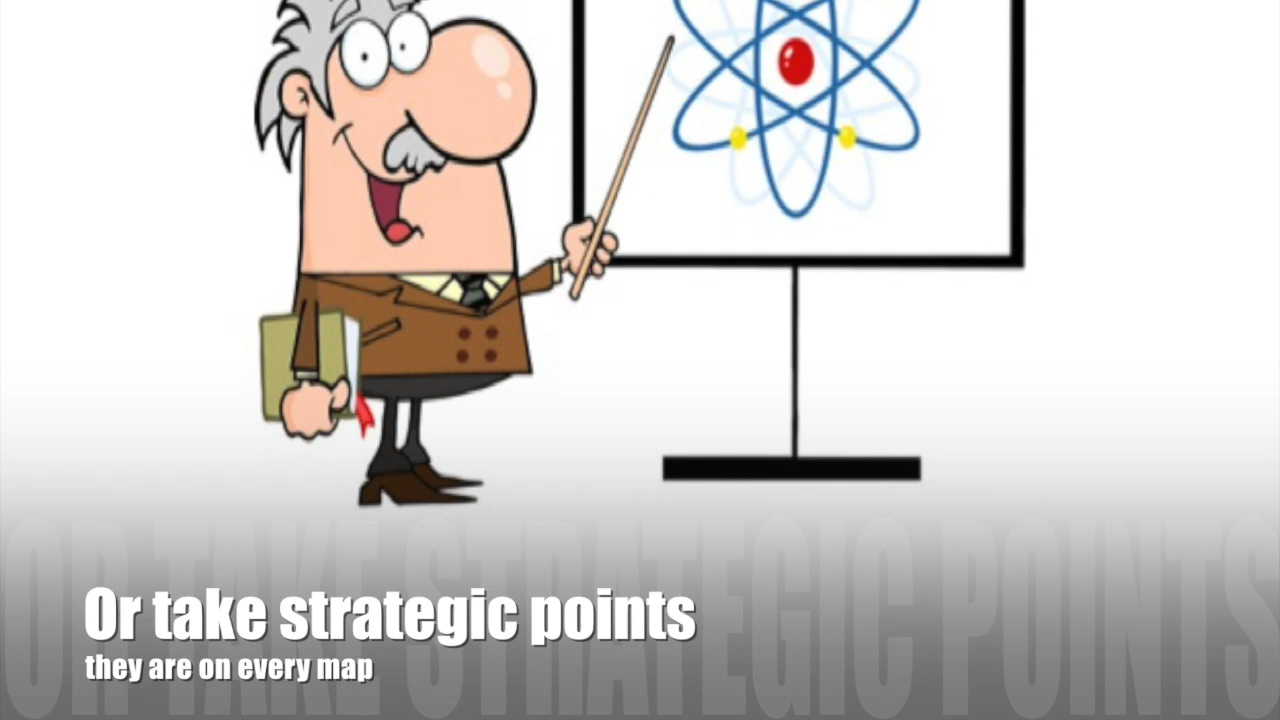 OR TAKE STRATEGIC POINTS
Or take strategic points
they are on every map